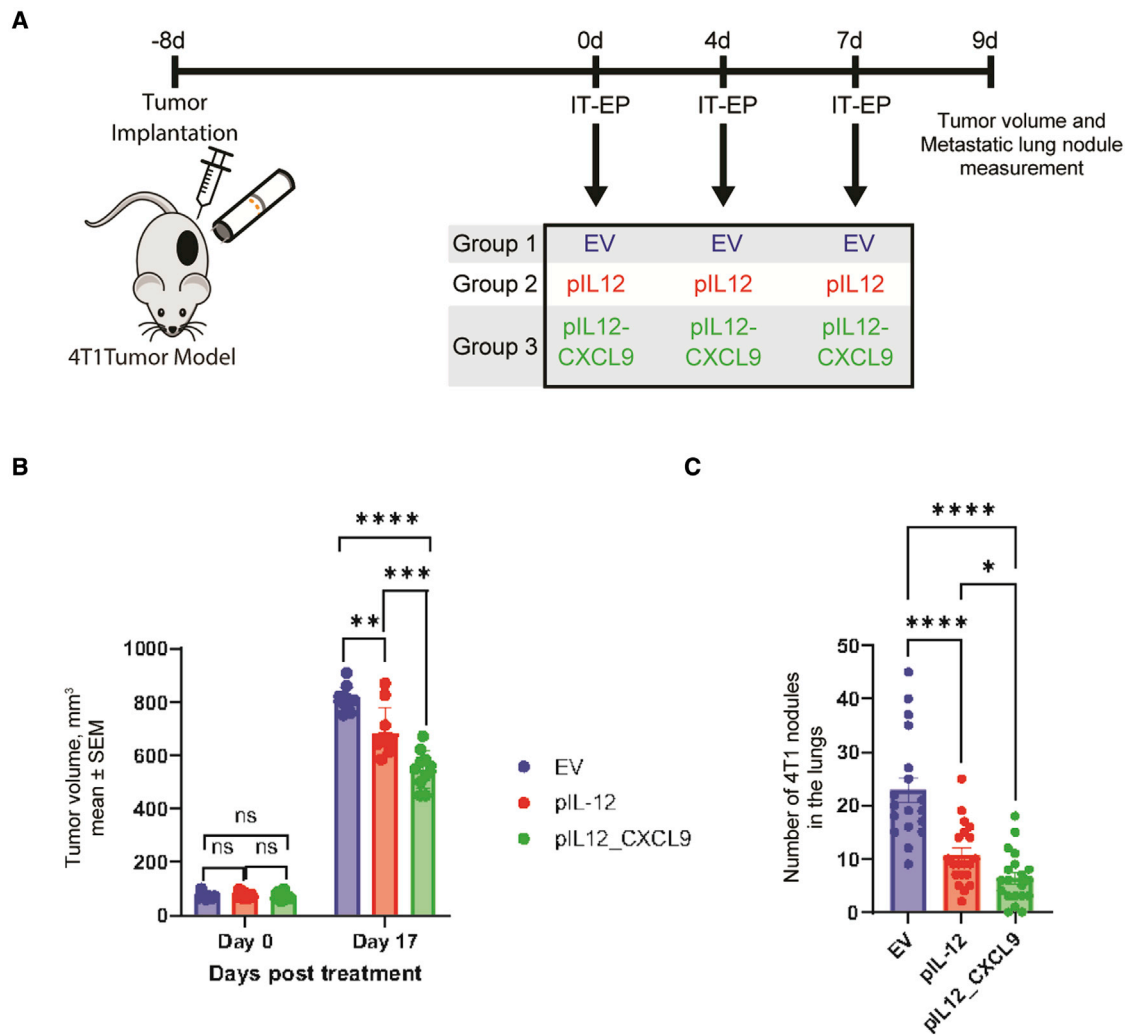 A
-8d 0d 4d 7d 9d
Tumor
Implantation
IT-EP IT-EP IT-EP
Tumor volume and
Metastatic lung nodule
measurement
4T1Tumor Model
Group 1 EV EV EV
Group 2 pIL12 pIL12 pIL12
Group 3 pIL12- pIL12- pIL12-
CXCL9 CXCL9 CXCL9
B
Tumor volume, mm³
mean ± SEM
1000
800
600
400
200
0
ns
ns ns
****
***
**
Day 0 Day 17
Days post treatment
EV
pIL-12
pIL12_CXCL9
C
****
*
****
Number of 4T1 nodules
in the lungs
50
40
30
20
10
0
EV
pIL-12
pIL12_CXCL9